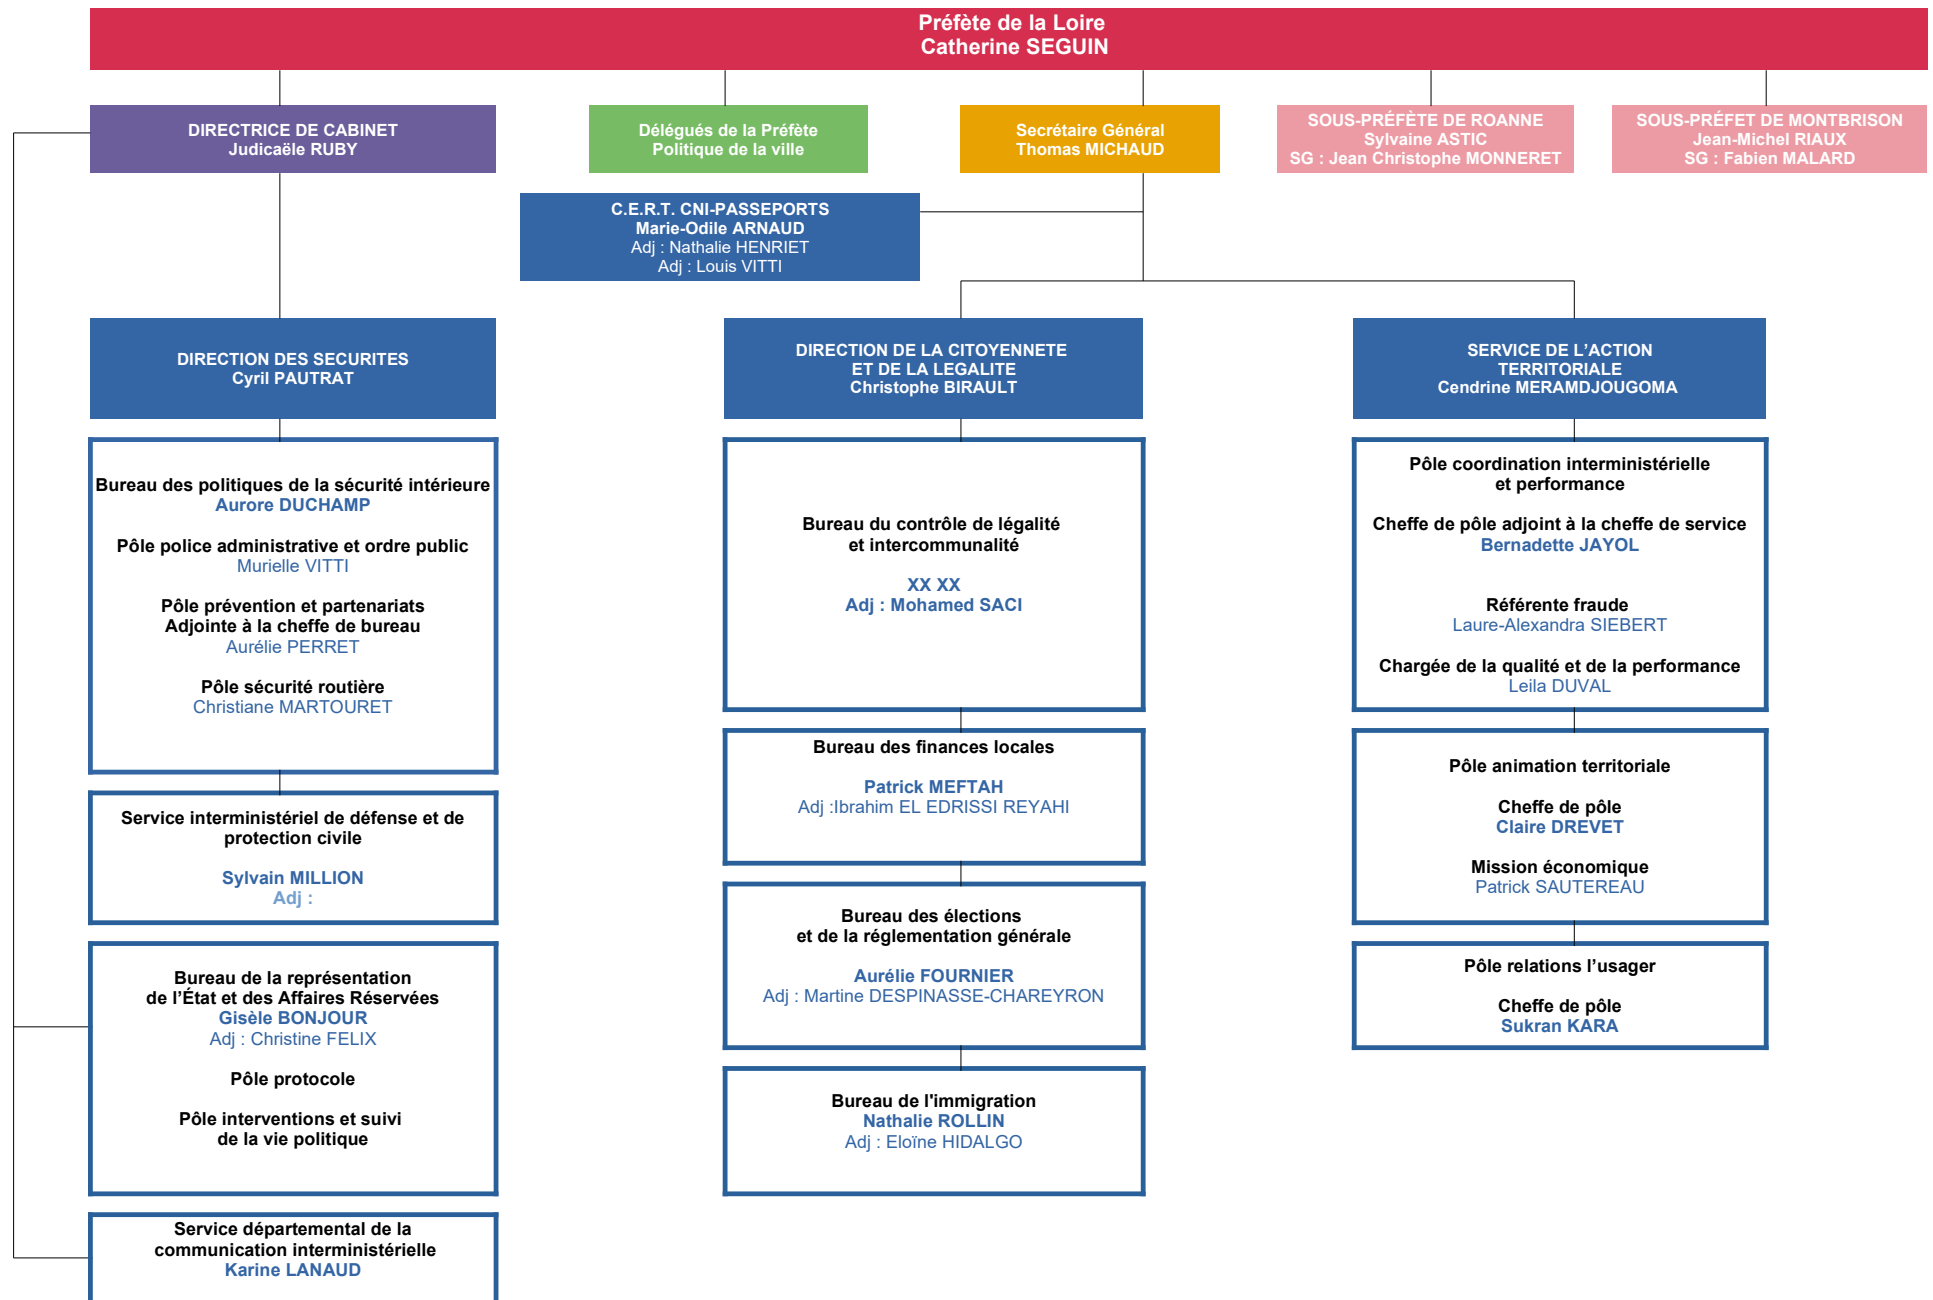 Préfète de la Loire
Catherine SEGUIN
DIRECTRICE DE CABINET
Judicaële RUBY
Délégués de la Préfète
Politique de la ville
Secrétaire Général
Thomas MICHAUD
SOUS-PRÉFÈTE DE ROANNE
Sylvaine ASTIC
SG : Jean Christophe MONNERET
SOUS-PRÉFET DE MONTBRISON
Jean-Michel RIAUX
SG : Fabien MALARD
C.E.R.T. CNI-PASSEPORTS
Marie-Odile ARNAUD
Adj : Nathalie HENRIET
Adj : Louis VITTI
DIRECTION DES SECURITES
Cyril PAUTRAT
Bureau des politiques de la sécurité intérieure
Aurore DUCHAMP
Pôle police administrative et ordre public
Murielle VITTI
Pôle prévention et partenariats
Adjointe à la cheffe de bureau
Aurélie PERRET
Pôle sécurité routière
Christiane MARTOURET
Service interministériel de défense et de
protection civile
Sylvain MILLION
Adj :
Bureau de la représentation
de l'État et des Affaires Réservées
Gisèle BONJOUR
Adj : Christine FELIX
Pôle protocole
Pôle interventions et suivi
de la vie politique
Service départemental de la
communication interministérielle
Karine LANAUD
DIRECTION DE LA CITOYENNETE
ET DE LA LEGALITE
Christophe BIRAULT
Bureau du contrôle de légalité
et intercommunalité
XX XX
Adj : Mohamed SACI
Bureau des finances locales
Patrick MEFTAH
Adj :Ibrahim EL EDRISSI REYAHI
Bureau des élections
et de la réglementation générale
Aurélie FOURNIER
Adj : Martine DESPINASSE-CHAREYRON
Bureau de l'immigration
Nathalie ROLLIN
Adj : Eloïne HIDALGO
SERVICE DE L'ACTION
TERRITORIALE
Cendrine MERAMDJOUGOMA
Pôle coordination interministérielle
et performance
Cheffe de pôle adjoint à la cheffe de service
Bernadette JAYOL
Référente fraude
Laure-Alexandra SIEBERT
Chargée de la qualité et de la performance
Leila DUVAL
Pôle animation territoriale
Cheffe de pôle
Claire DREVET
Mission économique
Patrick SAUTEREAU
Pôle relations l'usager
Cheffe de pôle
Sukran KARA